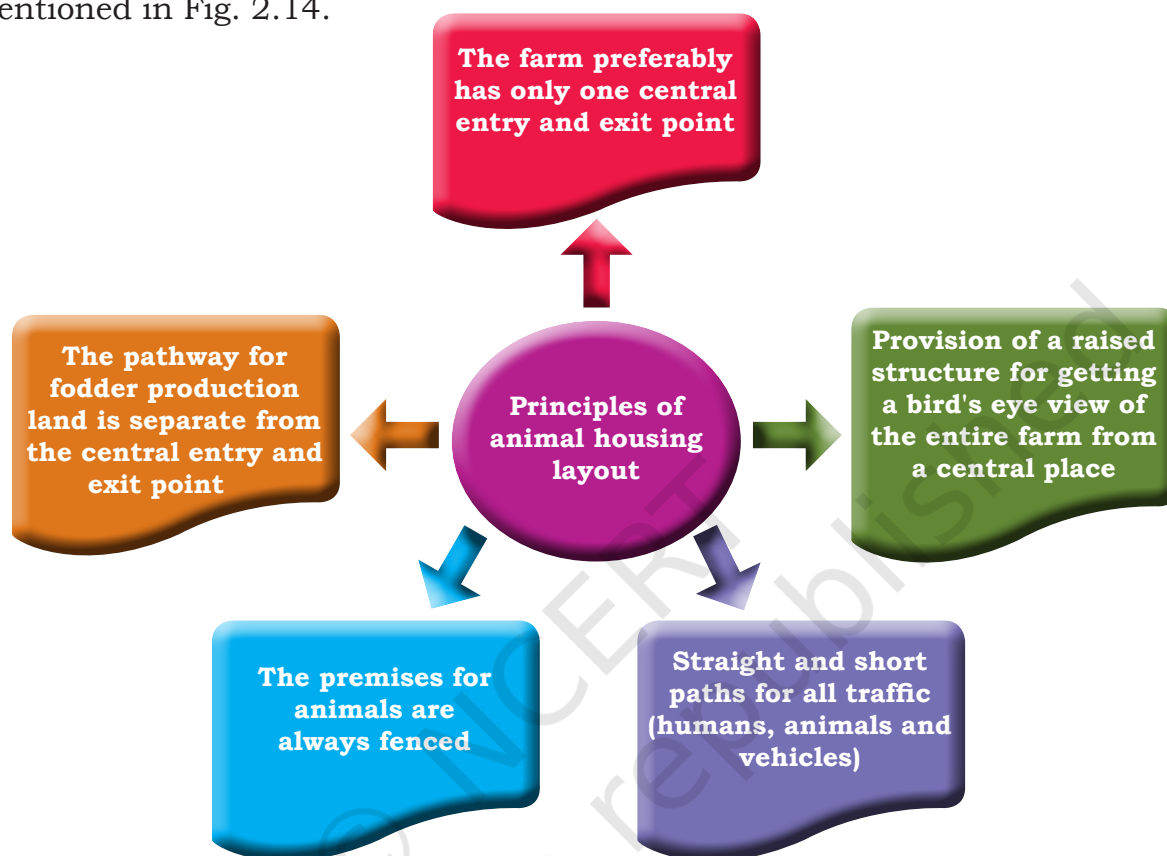 entioned in Fig. 2.14.
The farm preferably
has only one central
entry and exit point
The pathway for
fodder production
land is separate from
the central entry and
exit point
Principles of
animal housing
layout
Provision of a raised
structure for getting
a bird's eye view of
the entire farm from
a central place
The premises for
animals are
always fenced
Straight and short
paths for all traffic
(humans, animals and
vehicles)
© NCERT
republished